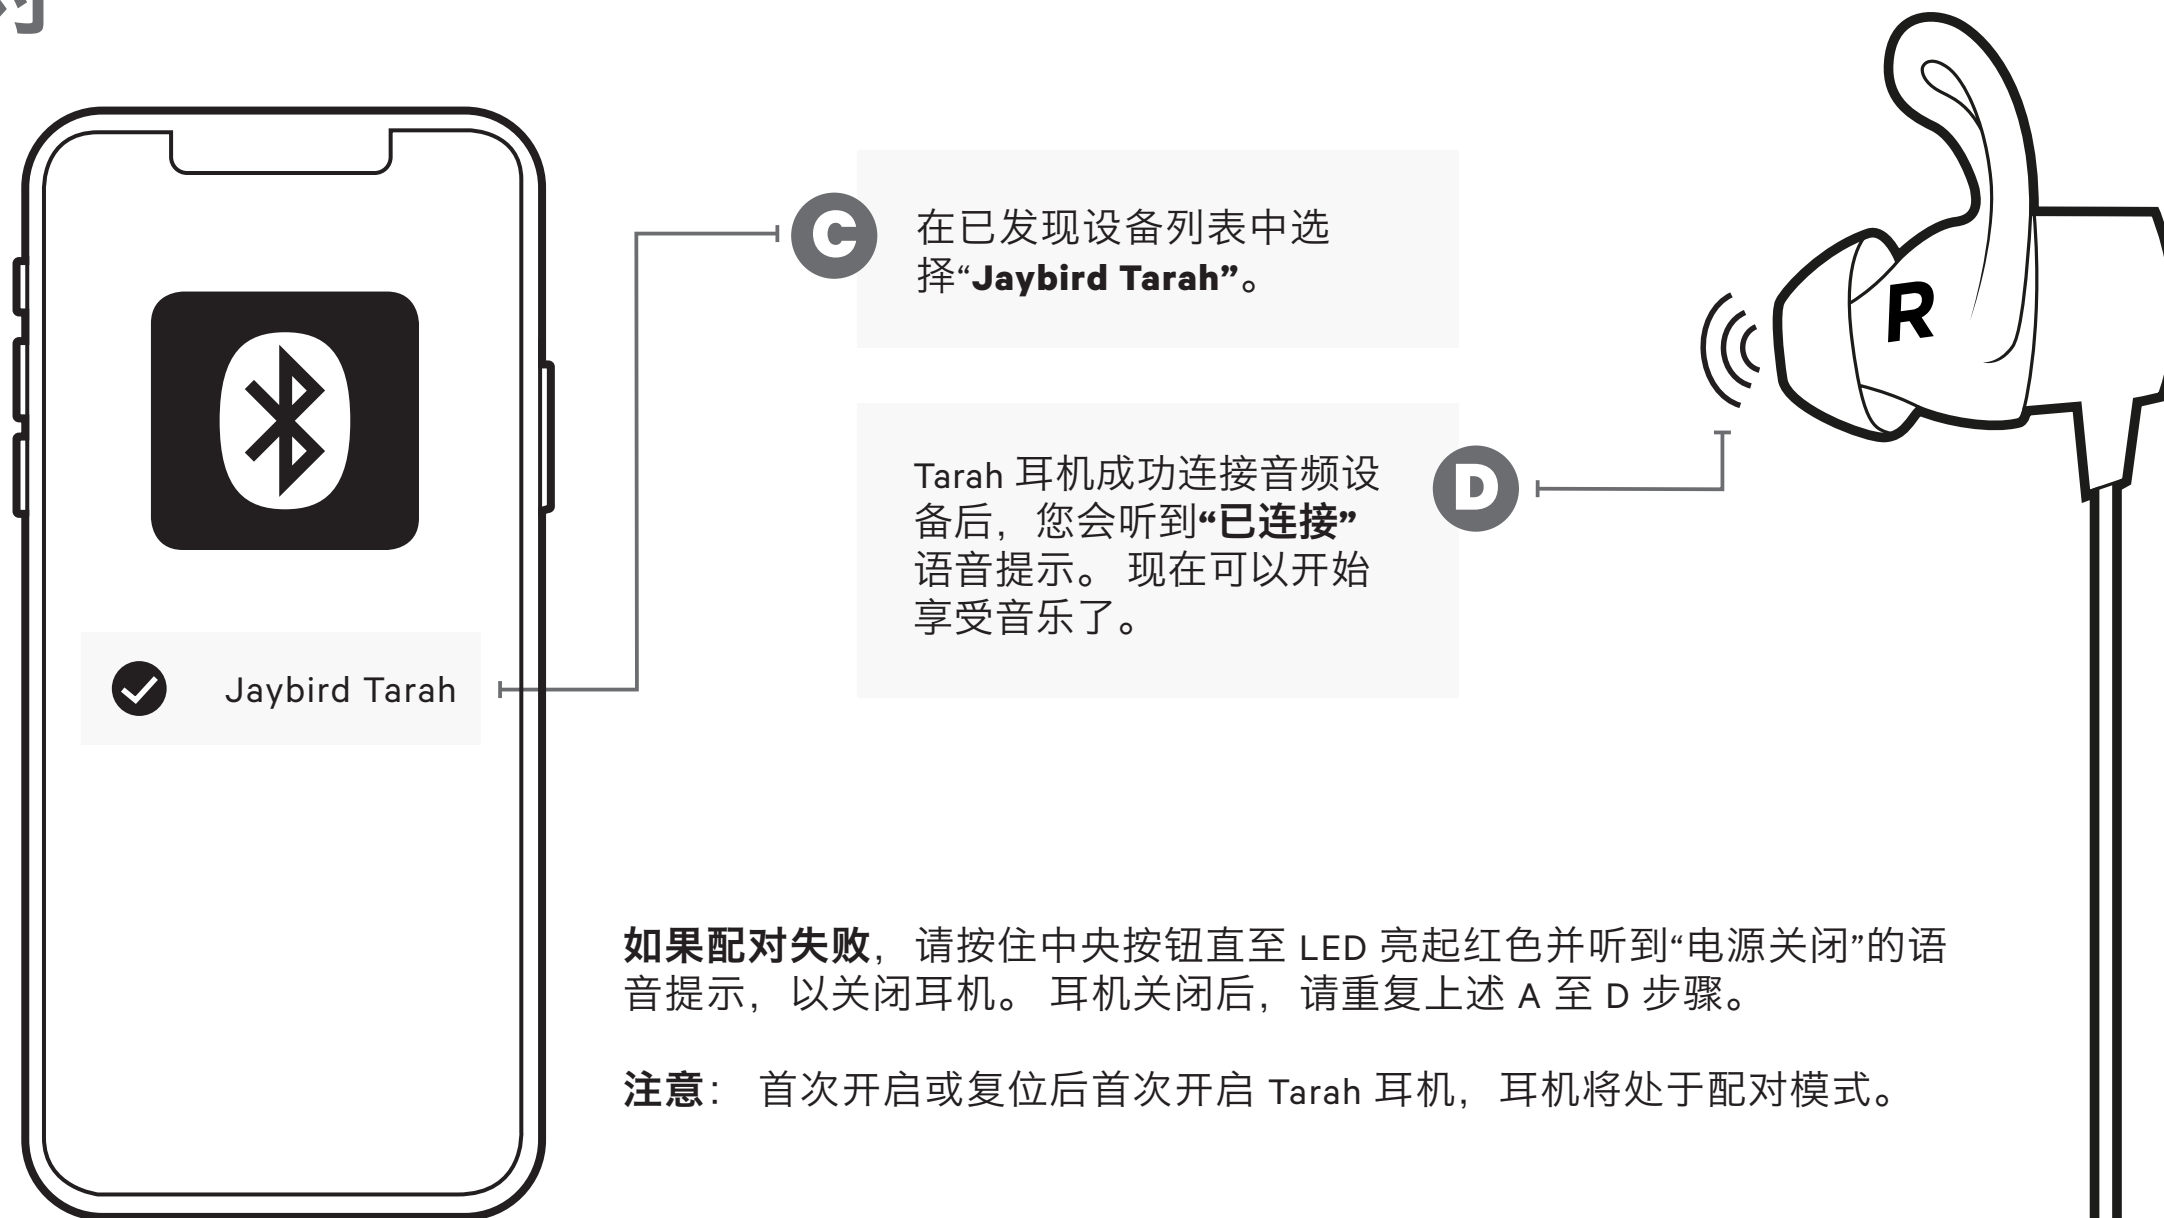 对
C
在已发现设备列表中选
择“Jaybird Tarah”。
Tarah 耳机成功连接音频设
备后，您会听到“已连接”
语音提示。 现在可以开始
享受音乐了。
D
R
Jaybird Tarah
如果配对失败，请按住中央按钮直至 LED 亮起红色并听到“电源关闭”的语
音提示，以关闭耳机。 耳机关闭后，请重复上述 A 至 D 步骤。
注意： 首次开启或复位后首次开启 Tarah 耳机，耳机将处于配对模式。